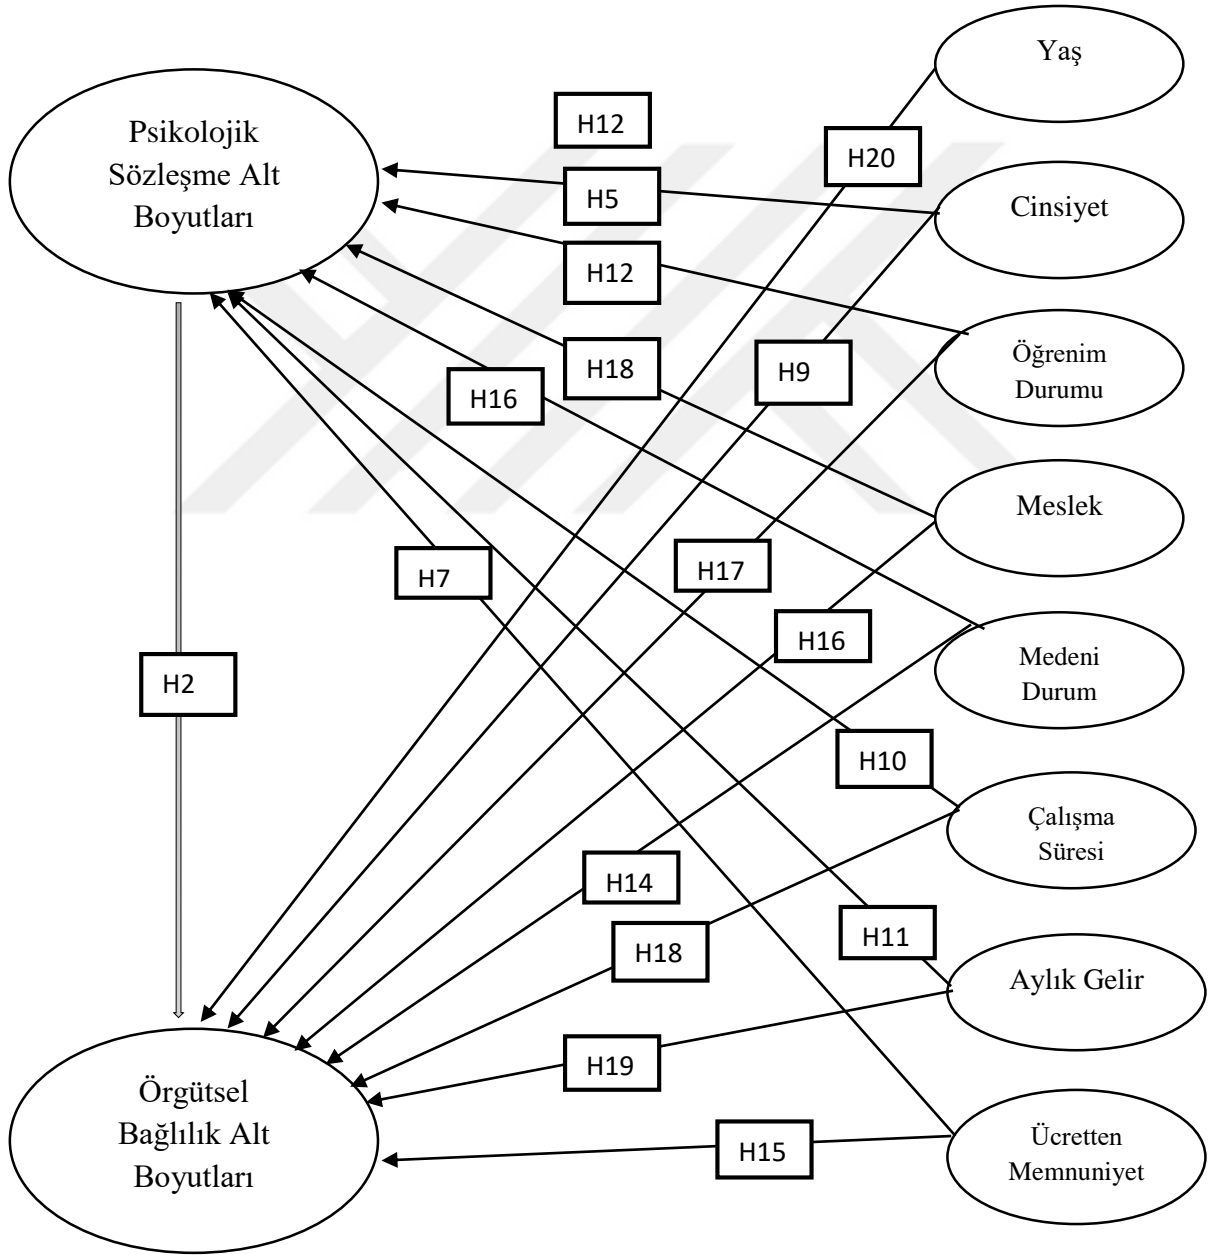 Yaş
Psikolojik
Sözleşme Alt
Boyutları
H12
H20
H5
Cinsiyet
H12
H18
H9
Öğrenim
Durumu
H16
Meslek
H7
H17
H16
Medeni
Durum
H2
H10
Çalışma
Süresi
H14
H18
H11
Aylık Gelir
H19
Örgütsel
Bağlılık Alt
Boyutları
H15
Ücretten
Memnuniyet